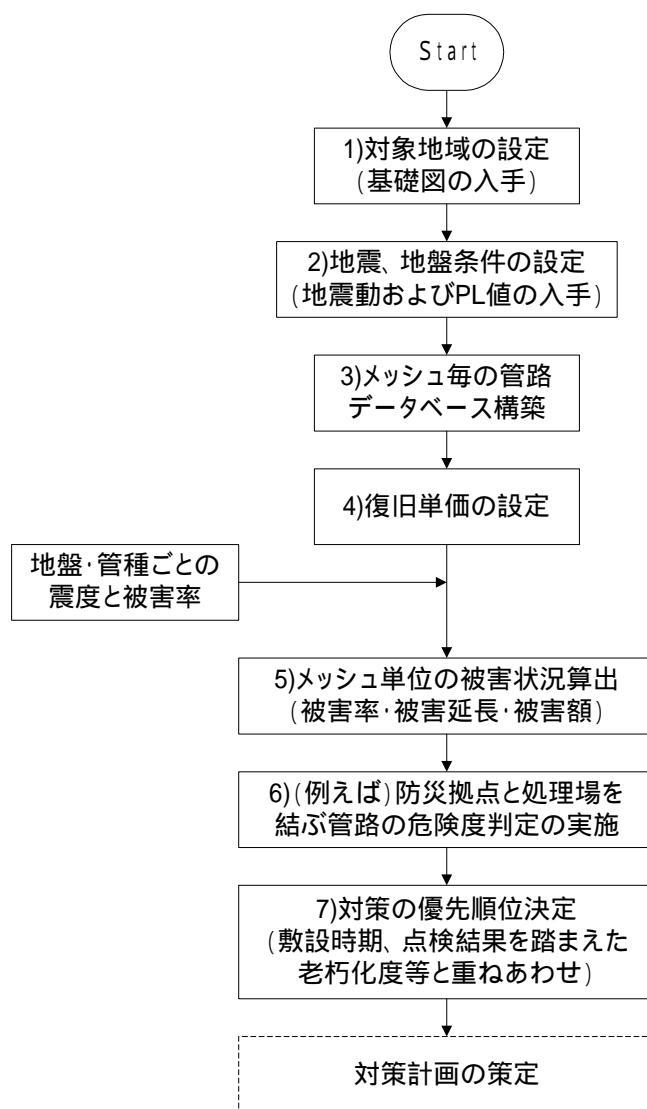 Start
1)対象地域の設定
(基礎図の入手)
2)地震、地盤条件の設定
(地震動およびPL値の入手)
3)メッシュ毎の管路
データベース構築
4)復旧単価の設定
地盤・管種ごとの
震度と被害率
5)メッシュ単位の被害状況算出
(被害率・被害延長・被害額)
6)(例えば)防災拠点と処理場を
結ぶ管路の危険度判定の実施
7)対策の優先順位決定
(敷設時期、点検結果を踏まえた
老朽化度等と重ねあわせ)
対策計画の策定